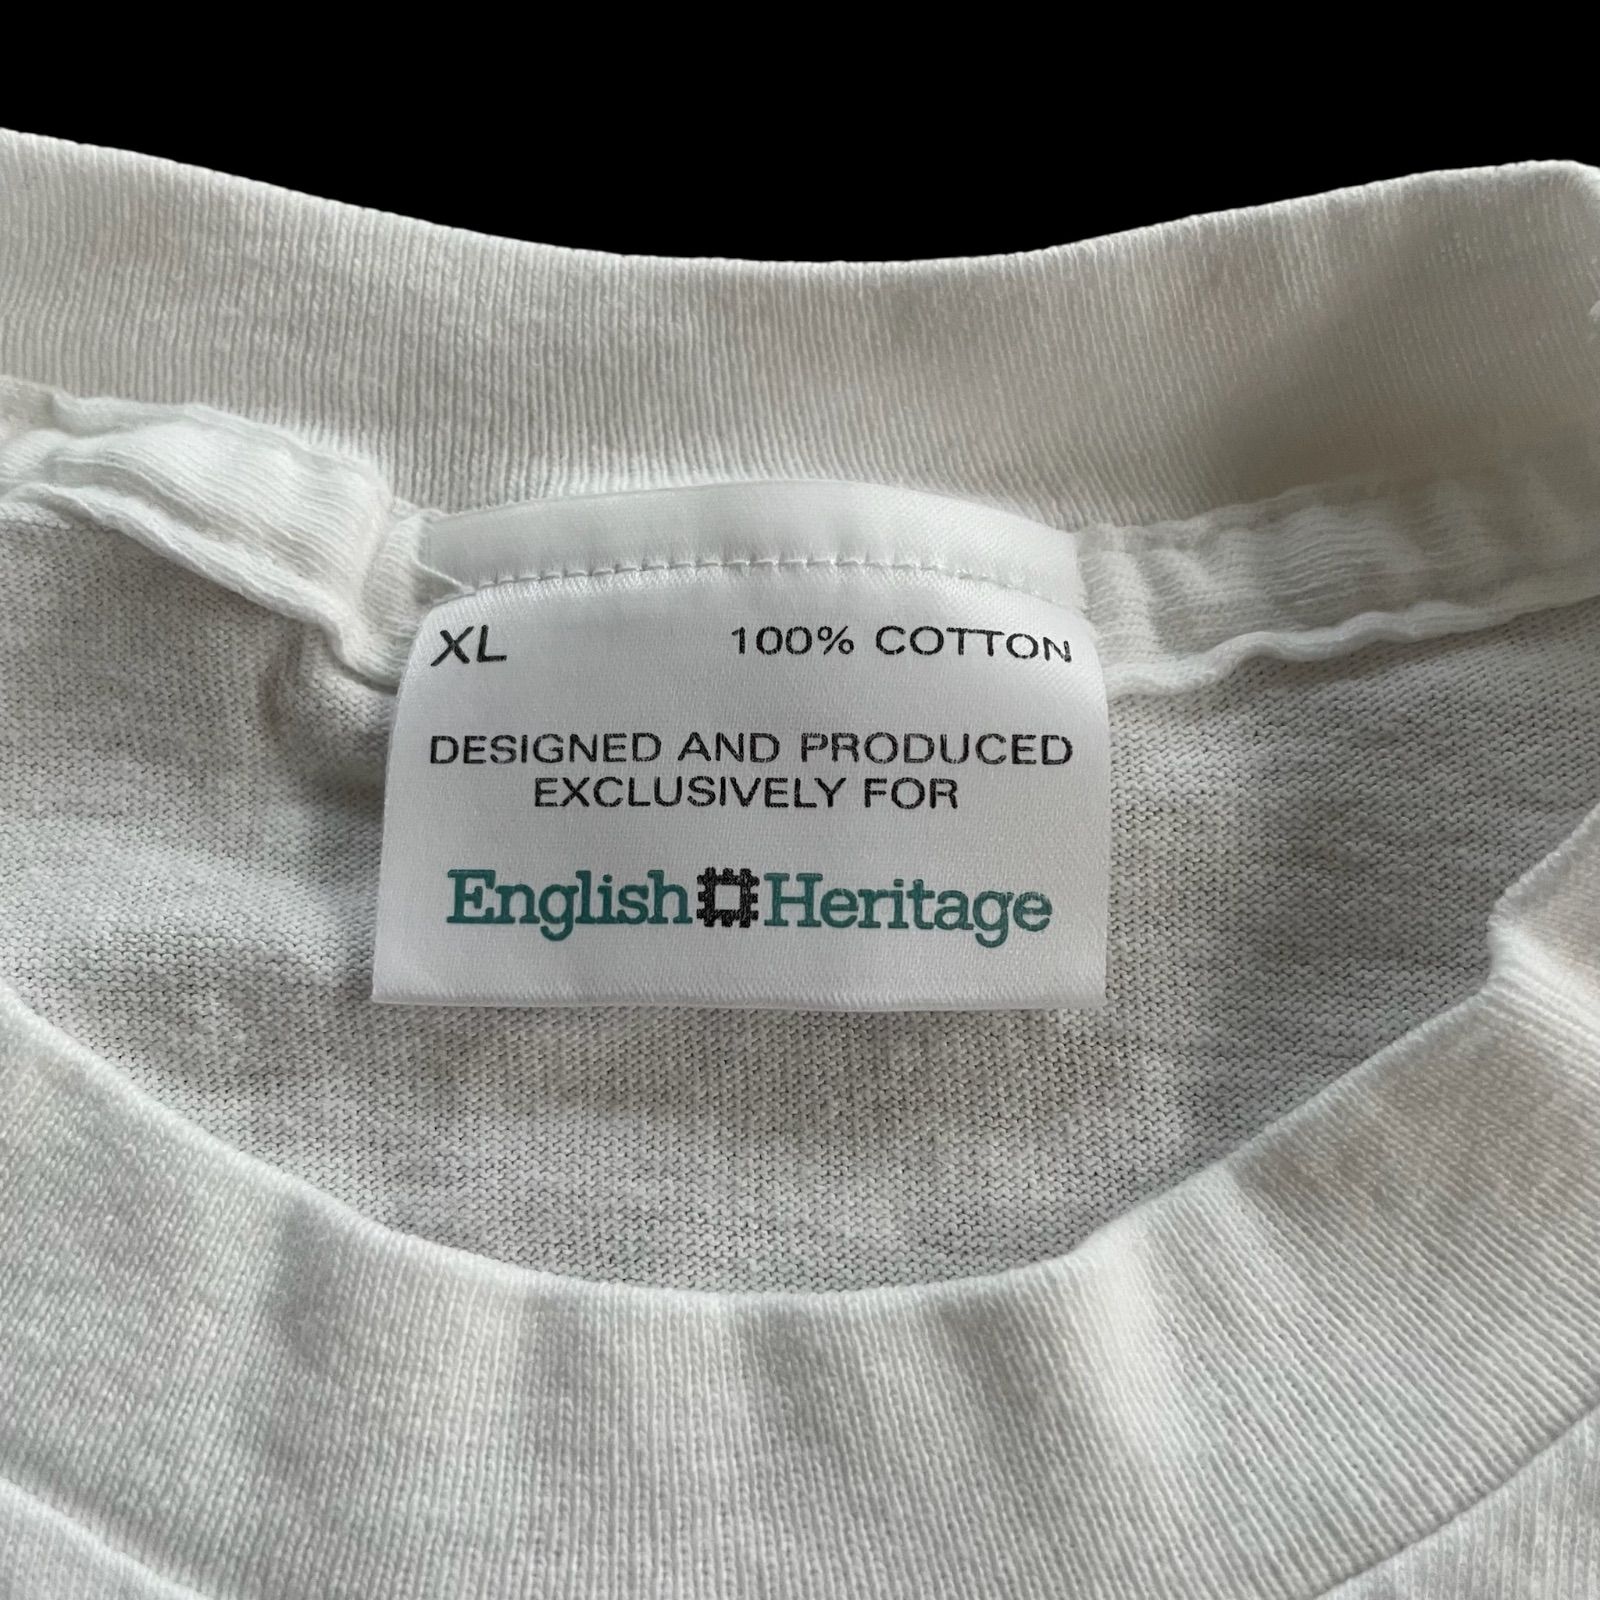 XL 100% COTTON
DESIGNED AND PRODUCED
EXCLUSIVELY FOR
English Heritage